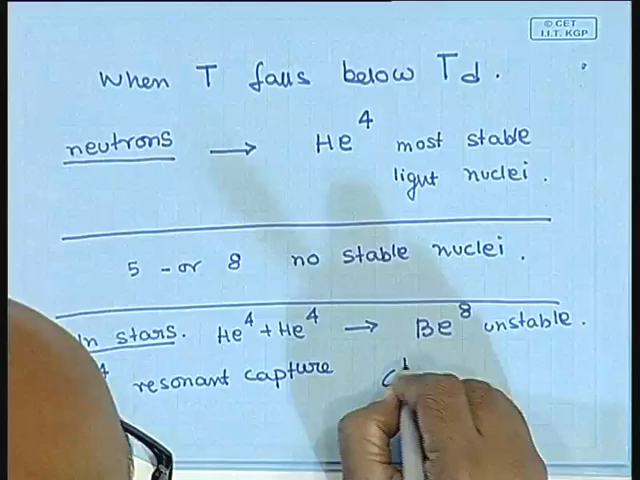 © CET
I.I.T. KGP
When T falls below Td.
neutrons → He⁴ most stable
light nuclei.
5 - or 8 no stable nuclei.
In stars. He⁴ + He⁴ → Be⁸ unstable.
4 resonant capture C